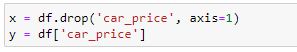 x = df.drop('car_price', axis=1)
y = df['car_price']